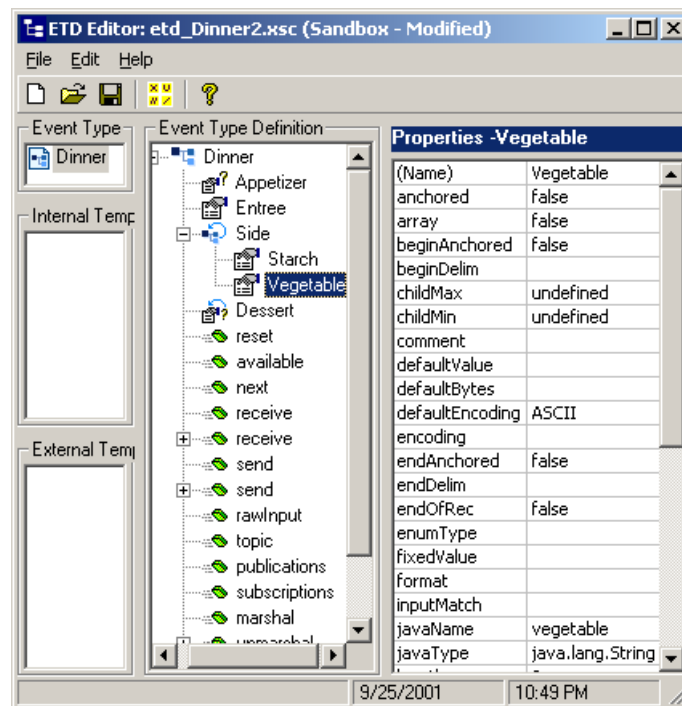 ETD Editor: etd_Dinner2.xsc (Sandbox - Modified)
File Edit Help
Event Type
Dinner
Internal Temp
External Temp
Event Type Definition
Dinner
Appetizer
Entree
Side
Starch
Vegetable
Dessert
reset
available
next
receive
receive
send
send
rawInput
topic
publications
subscriptions
marshal
unmarshal
Properties -Vegetable
(Name) Vegetable
anchored false
array false
beginAnchored false
beginDelim
childMax undefined
childMin undefined
comment
defaultValue
defaultBytes
defaultEncoding ASCII
encoding
endAnchored false
endDelim
endOfRec false
enumType
fixedValue
format
inputMatch
javaName vegetable
javaType java.lang.String
9/25/2001 10:49 PM